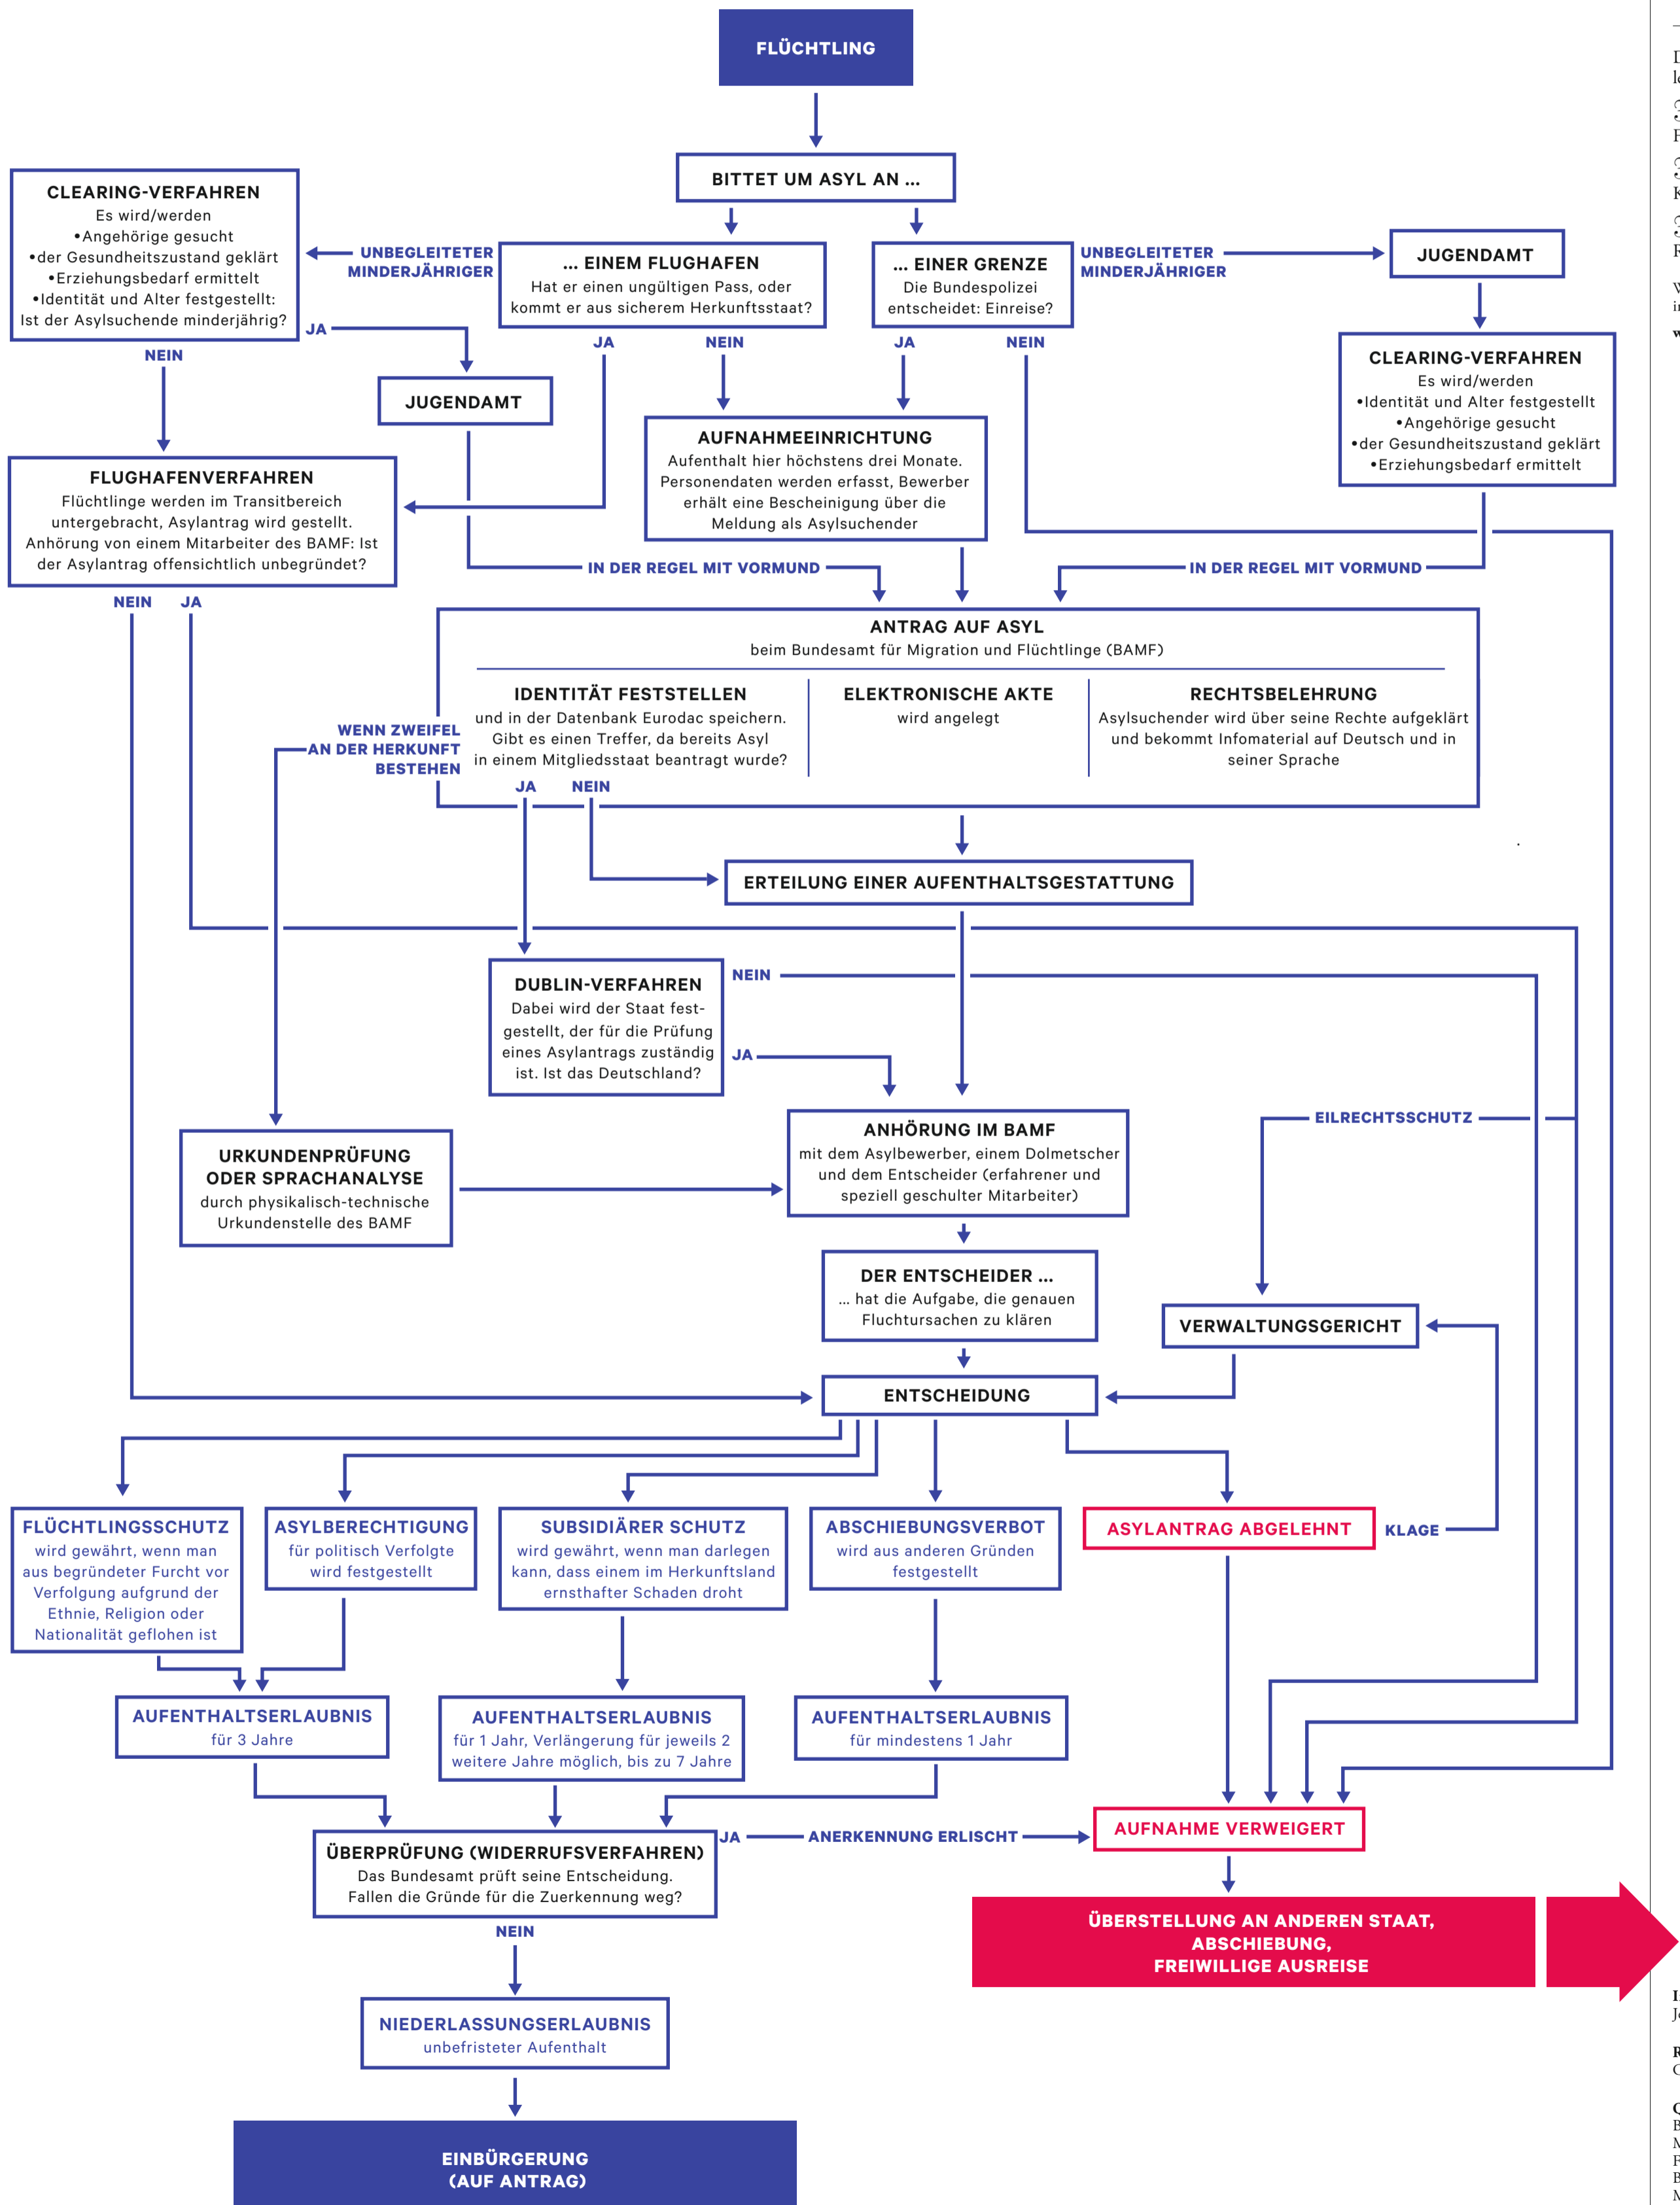 FLÜCHTLING
BITTET UM ASYL AN ...
CLEARING-VERFAHREN
Es wird/werden
•Angehörige gesucht
•der Gesundheitszustand geklärt
•Erziehungsbedarf ermittelt
•Identität und Alter festgestellt:
Ist der Asylsuchende minderjährig?
UNBEGLEITETER
MINDERJÄHRIGER
... EINEM FLUGHAFEN
Hat er einen ungültigen Pass, oder
kommt er aus sicherem Herkunftsstaat?
... EINER GRENZE
Die Bundespolizei
entscheidet: Einreise?
UNBEGLEITETER
MINDERJÄHRIGER
JUGENDAMT
JA
NEIN
JA
NEIN
JA
NEIN
JUGENDAMT
CLEARING-VERFAHREN
Es wird/werden
•Identität und Alter festgestellt
•Angehörige gesucht
•der Gesundheitszustand geklärt
•Erziehungsbedarf ermittelt
AUFNAHMEEINRICHTUNG
Aufenthalt hier höchstens drei Monate.
Personendaten werden erfasst, Bewerber
erhält eine Bescheinigung über die
Meldung als Asylsuchender
FLUGHAFENVERFAHREN
Flüchtlinge werden im Transitbereich
untergebracht, Asylantrag wird gestellt.
Anhörung von einem Mitarbeiter des BAMF: Ist
der Asylantrag offensichtlich unbegründet?
IN DER REGEL MIT VORMUND
IN DER REGEL MIT VORMUND
NEIN
JA
ANTRAG AUF ASYL
beim Bundesamt für Migration und Flüchtlinge (BAMF)
IDENTITÄT FESTSTELLEN
und in der Datenbank Eurodac speichern.
Gibt es einen Treffer, da bereits Asyl
in einem Mitgliedsstaat beantragt wurde?
ELEKTRONISCHE AKTE
wird angelegt
RECHTSBELEHRUNG
Asylsuchender wird über seine Rechte aufgeklärt
und bekommt Infomaterial auf Deutsch und in
seiner Sprache
WENN ZWEIFEL
AN DER HERKUNFT
BESTEHEN
JA
NEIN
ERTEILUNG EINER AUFENTHALTSGESTATTUNG
DUBLIN-VERFAHREN
Dabei wird der Staat fest-
gestellt, der für die Prüfung
eines Asylantrags zuständig
ist. Ist das Deutschland?
NEIN
JA
ANHÖRUNG IM BAMF
mit dem Asylbewerber, einem Dolmetscher
und dem Entscheider (erfahrener und
speziell geschulter Mitarbeiter)
EILRECHTSSCHUTZ
URKUNDENPRÜFUNG
ODER SPRACHANALYSE
durch physikalisch-technische
Urkundenstelle des BAMF
DER ENTSCHEIDER ...
... hat die Aufgabe, die genauen
Fluchtursachen zu klären
VERWALTUNGSGERICHT
ENTSCHEIDUNG
FLÜCHTLINGSSCHUTZ
wird gewährt, wenn man
aus begründeter Furcht vor
Verfolgung aufgrund der
Ethnie, Religion oder
Nationalität geflohen ist
ASYLBERECHTIGUNG
für politisch Verfolgte
wird festgestellt
SUBSIDIÄRER SCHUTZ
wird gewährt, wenn man darlegen
kann, dass einem im Herkunftsland
ernsthafter Schaden droht
ABSCHIEBUNGSVERBOT
wird aus anderen Gründen
festgestellt
ASYLANTRAG ABGELEHNT
KLAGE
AUFENTHALTSERLAUBNIS
für 3 Jahre
AUFENTHALTSERLAUBNIS
für 1 Jahr, Verlängerung für jeweils 2
weitere Jahre möglich, bis zu 7 Jahre
AUFENTHALTSERLAUBNIS
für mindestens 1 Jahr
ÜBERPRÜFUNG (WIDERRUFSVERFAHREN)
Das Bundesamt prüft seine Entscheidung.
Fallen die Gründe für die Zuerkennung weg?
JA
ANERKENNUNG ERLISCHT
AUFNAHME VERWEIGERT
NEIN
ÜBERSTELLUNG AN ANDEREN STAAT,
ABSCHIEBUNG,
FREIWILLIGE AUSREISE
NIEDERLASSUNGSERLAUBNIS
unbefristeter Aufenthalt
EINBÜRGERUNG
(AUF ANTRAG)